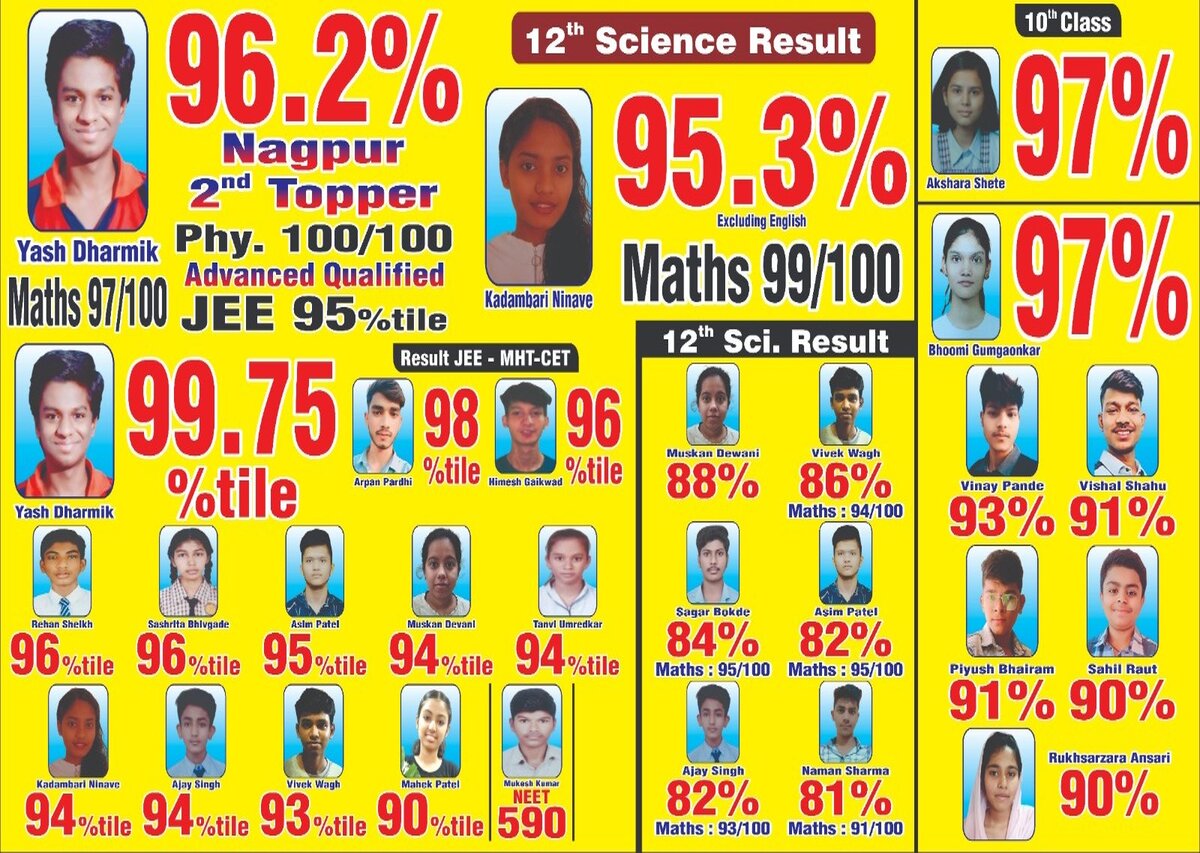 96.2%
Nagpur
2nd Topper
Phy. 100/100
Advanced Qualified
JEE 95%tile
Yash Dharmik
Maths 97/100
12th Science Result
95.3%
Excluding English
Maths 99/100
Kadambari Ninave
Result JEE - MHT-CET
99.75
%tile
Yash Dharmik
98
%tile
Arpan Pardhi
96
%tile
Himesh Gaikwad
Rehan Sheikh
96%tile
Sashrita Bhivgade
96%tile
Asim Patel
95%tile
Muskan Devani
94%tile
Tanvi Umredkar
94%tile
Kadambari Ninave
94%tile
Ajay Singh
94%tile
Vivek Wagh
93%tile
Mahek Patel
90%tile
Mukesh Kumar
NEET
590
12th Sci. Result
Muskan Dewani
88%
Vivek Wagh
86%
Maths : 94/100
Sagar Bokde
84%
Maths : 95/100
Asim Patel
82%
Maths : 95/100
Ajay Singh
82%
Maths : 93/100
Naman Sharma
81%
Maths : 91/100
10th Class
97%
Akshara Shete
97%
Bhoomi Gumgaonkar
Vinay Pande
93%
Vishal Shahu
91%
Piyush Bhairam
91%
Sahil Raut
90%
Rukhsarzara Ansari
90%